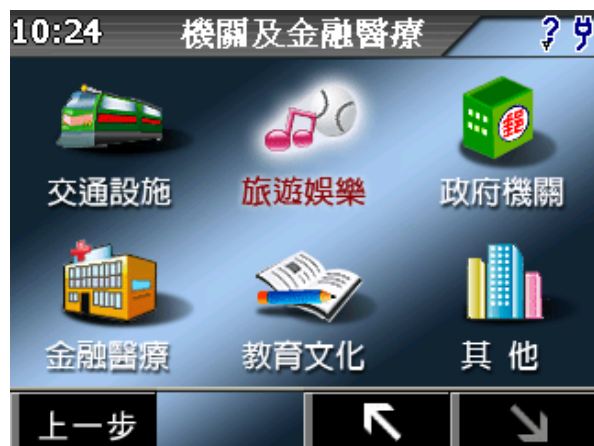 10:24 機關及金融醫療
交通設施 旅遊娛樂 政府機關
郵
金融醫療 教育文化 其他
上一步